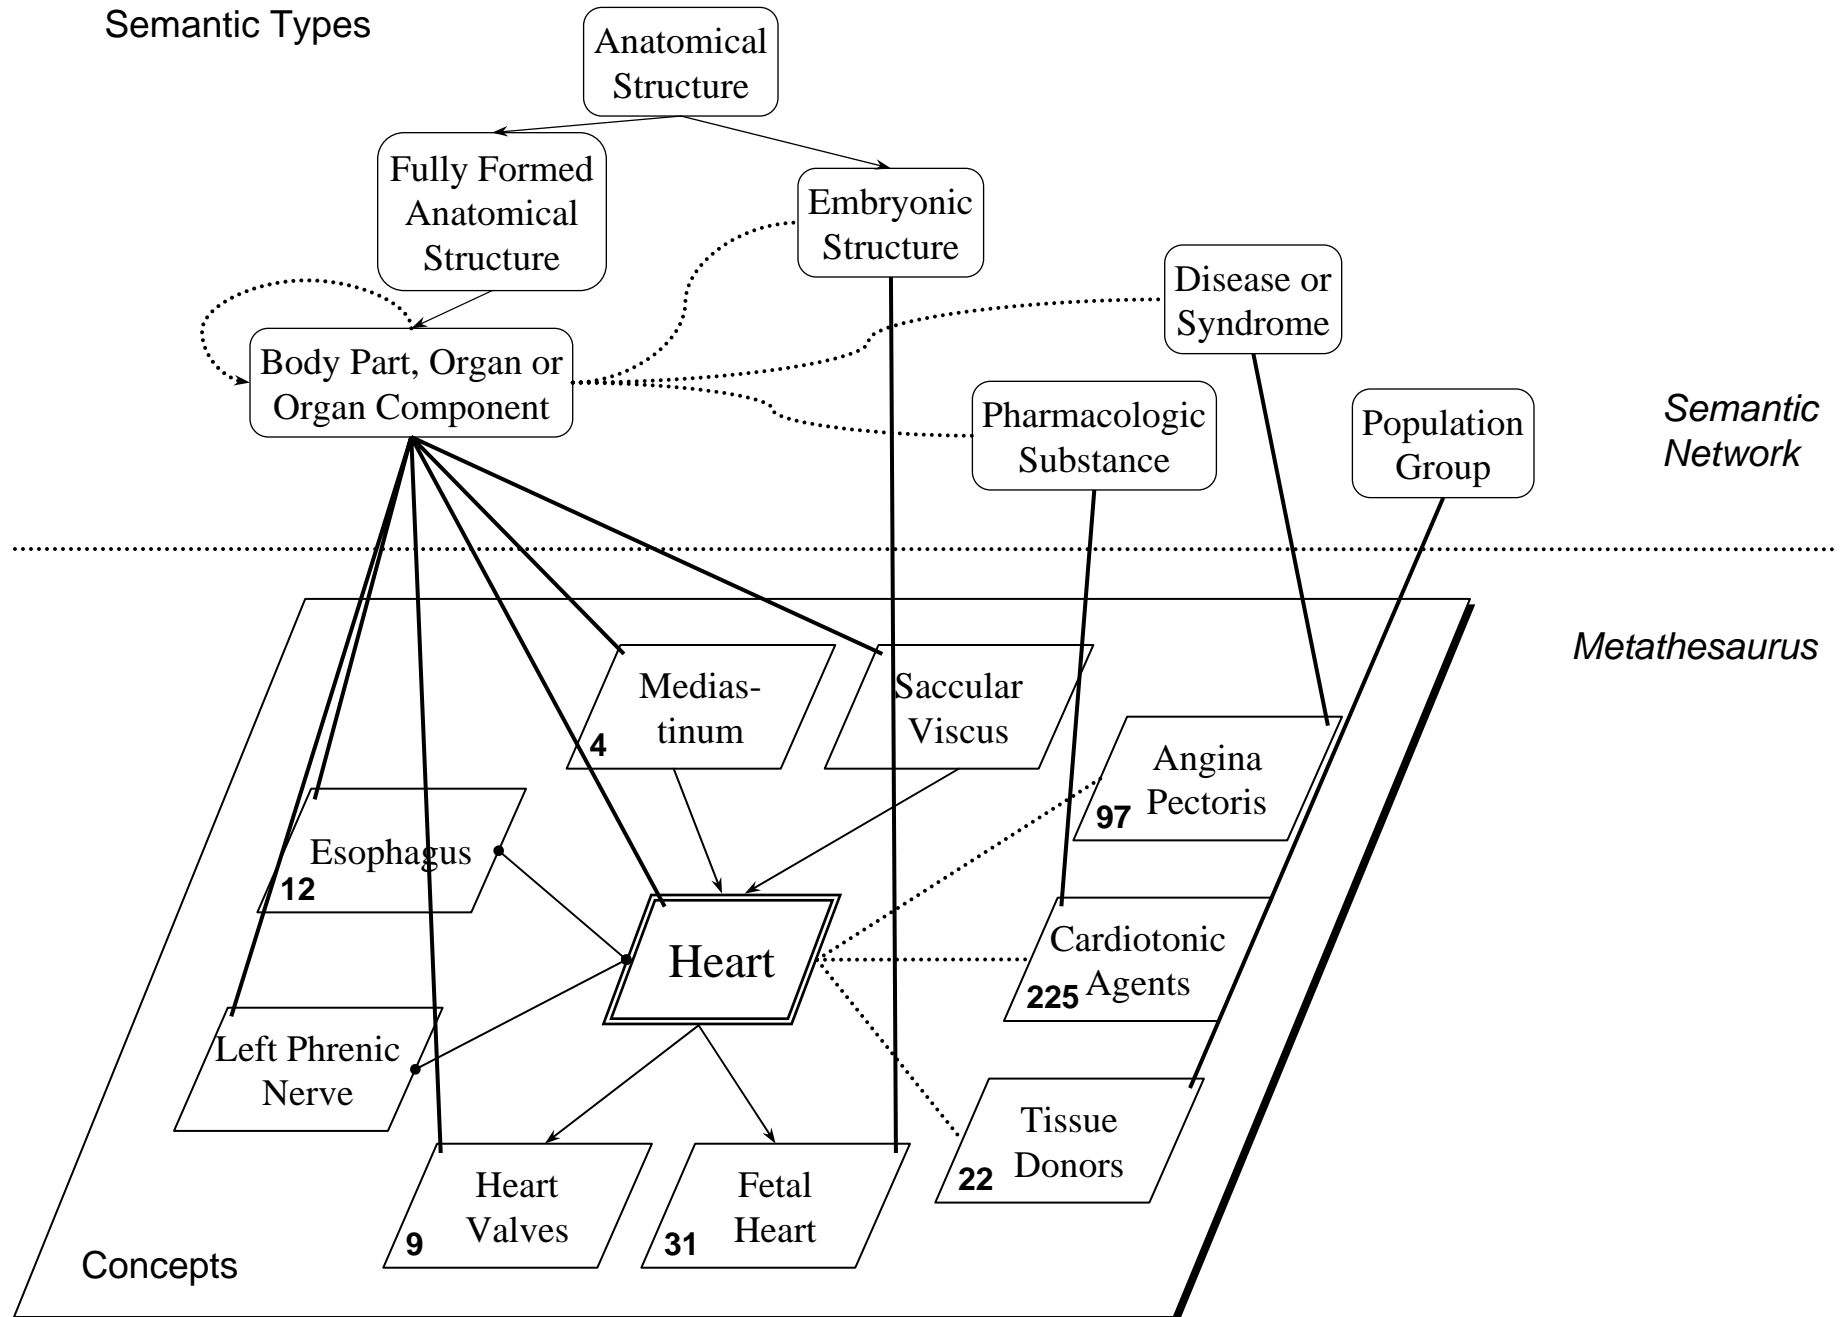 Semantic Types
Anatomical
Structure
Fully Formed
Anatomical
Structure
Embryonic
Structure
Disease or
Syndrome
Body Part, Organ or
Organ Component
Pharmacologic
Substance
Population
Group
Semantic
Network
Metathesaurus
Medias-
tinum
4
Saccular
Viscus
Angina
Pectoris
97
Esophagus
12
Heart
Cardiotonic
Agents
225
Left Phrenic
Nerve
Tissue
Donors
22
Heart
Valves
9
Fetal
Heart
31
Concepts